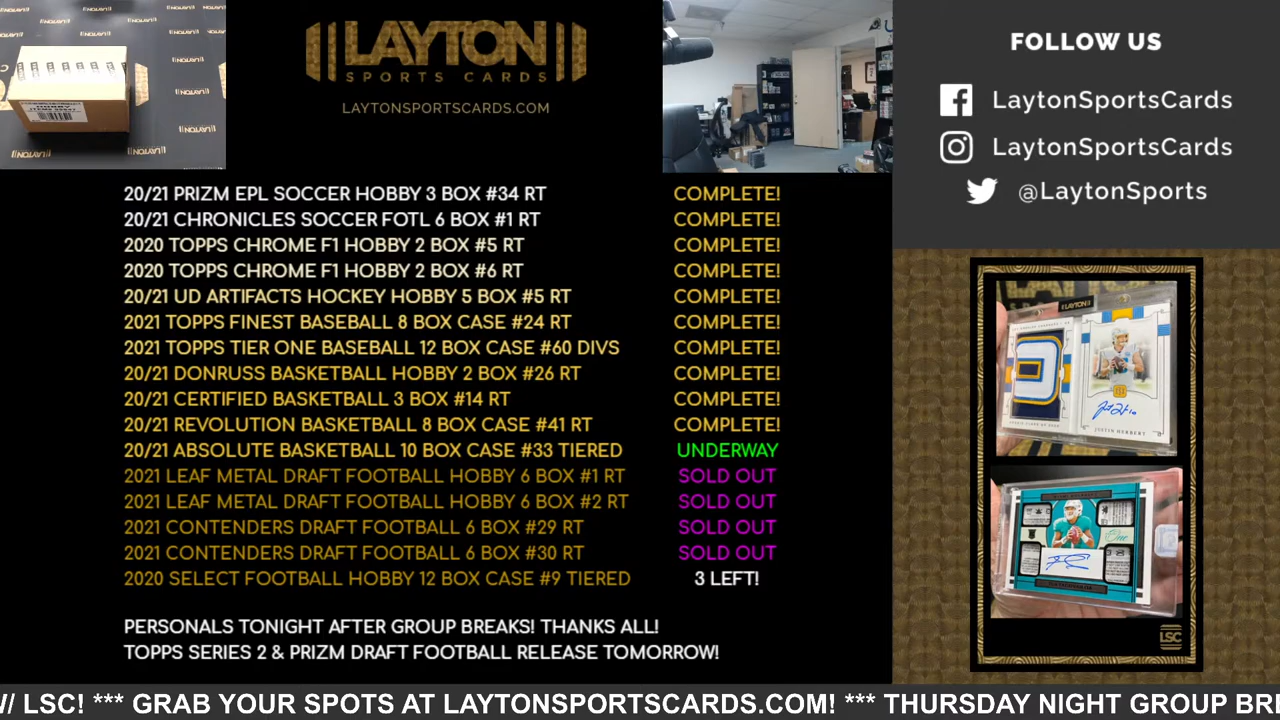 LAYTON
SPORTS CARDS
LAYTONSPORTSCARDS.COM
FOLLOW US
LaytonSportsCards
LaytonSportsCards
@LaytonSports
20/21 PRIZM EPL SOCCER HOBBY 3 BOX #34 RT COMPLETE!
20/21 CHRONICLES SOCCER FOTL 6 BOX #1 RT COMPLETE!
2020 TOPPS CHROME F1 HOBBY 2 BOX #5 RT COMPLETE!
2020 TOPPS CHROME F1 HOBBY 2 BOX #6 RT COMPLETE!
20/21 UD ARTIFACTS HOCKEY HOBBY 5 BOX #5 RT COMPLETE!
2021 TOPPS FINEST BASEBALL 8 BOX CASE #24 RT COMPLETE!
2021 TOPPS TIER ONE BASEBALL 12 BOX CASE #60 DIVS COMPLETE!
20/21 DONRUSS BASKETBALL HOBBY 2 BOX #26 RT COMPLETE!
20/21 CERTIFIED BASKETBALL 3 BOX #14 RT COMPLETE!
20/21 REVOLUTION BASKETBALL 8 BOX CASE #41 RT COMPLETE!
20/21 ABSOLUTE BASKETBALL 10 BOX CASE #33 TIERED UNDERWAY
2021 LEAF METAL DRAFT FOOTBALL HOBBY 6 BOX #1 RT SOLD OUT
2021 LEAF METAL DRAFT FOOTBALL HOBBY 6 BOX #2 RT SOLD OUT
2021 CONTENDERS DRAFT FOOTBALL 6 BOX #29 RT SOLD OUT
2021 CONTENDERS DRAFT FOOTBALL 6 BOX #30 RT SOLD OUT
2020 SELECT FOOTBALL HOBBY 12 BOX CASE #9 TIERED 3 LEFT!
PERSONALS TONIGHT AFTER GROUP BREAKS! THANKS ALL!
TOPPS SERIES 2 & PRIZM DRAFT FOOTBALL RELEASE TOMORROW!
LAYTON
JUSTIN HERBERT
One
LSC
W/ LSC! *** GRAB YOUR SPOTS AT LAYTONSPORTSCARDS.COM! *** THURSDAY NIGHT GROUP BRE